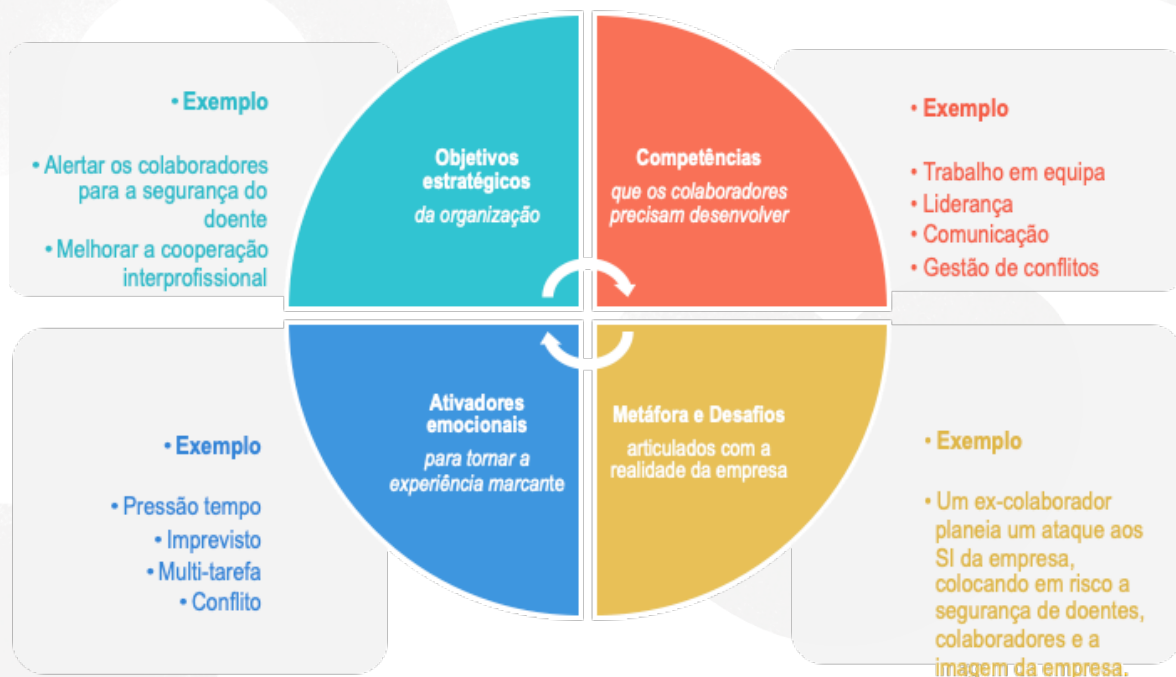 • Exemplo
• Alertar os colaboradores
para a segurança do
doente
• Melhorar a cooperação
interprofissional
Objetivos
estratégicos
da organização
Competências
que os colaboradores
precisam desenvolver
• Exemplo
• Trabalho em equipa
• Liderança
• Comunicação
• Gestão de conflitos
• Exemplo
• Pressão tempo
• Imprevisto
• Multi-tarefa
• Conflito
Ativadores
emocionais
para tornar a
experiência marcante
Metáfora e Desafios
articulados com a
realidade da empresa
• Exemplo
• Um ex-colaborador
planeia um ataque aos
SI da empresa,
colocando em risco a
segurança de doentes,
colaboradores e a
imagem da empresa.